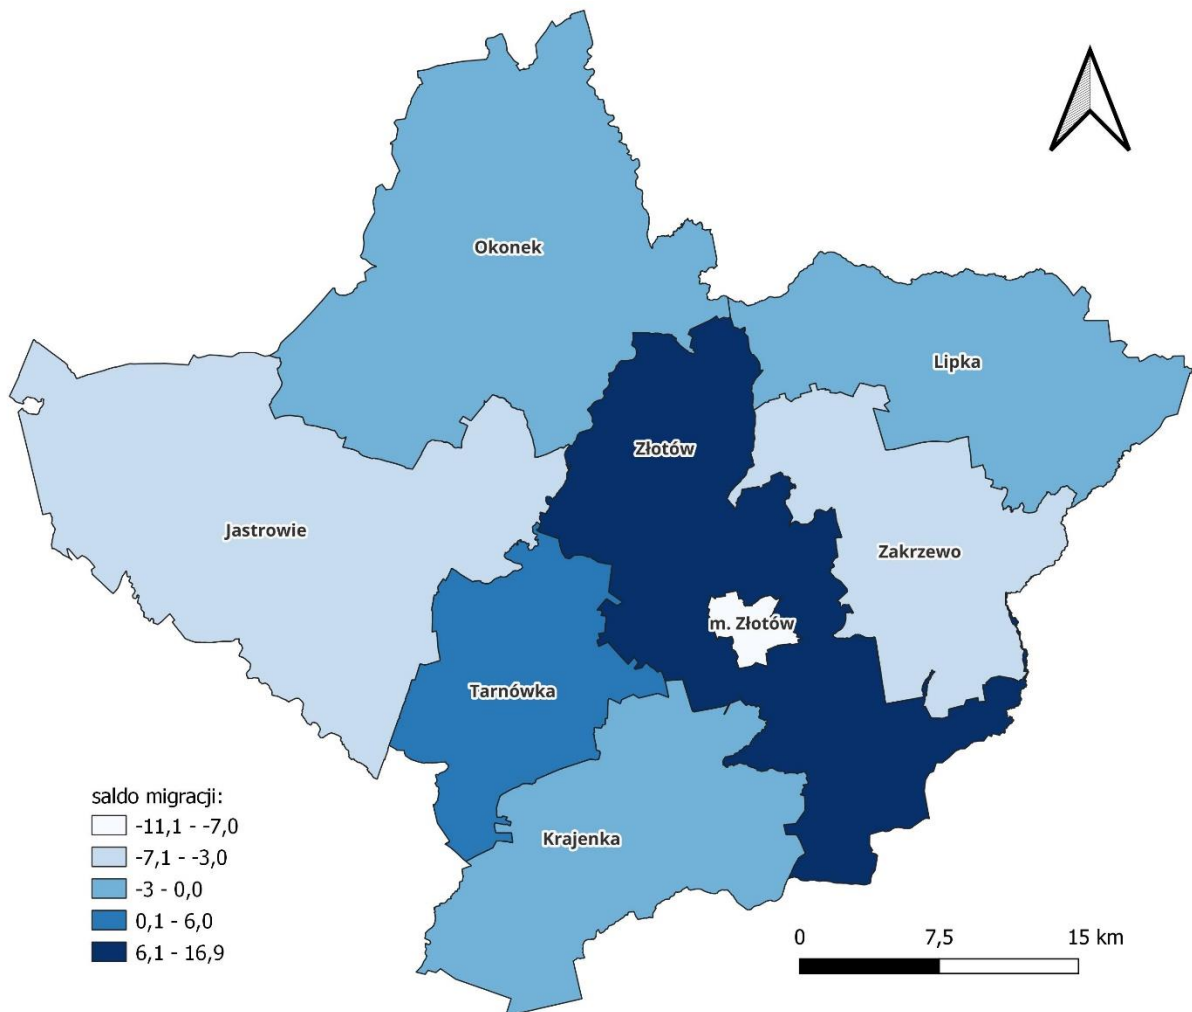 Okonek
Lipka
Złotów
Jastrowie
Zakrzewo
m. Złotów
Tarnówka
Krajenka
saldo migracji:
-11,1 - -7,0
-7,1 - -3,0
-3 - 0,0
0,1 - 6,0
6,1 - 16,9
0 7,5 15 km